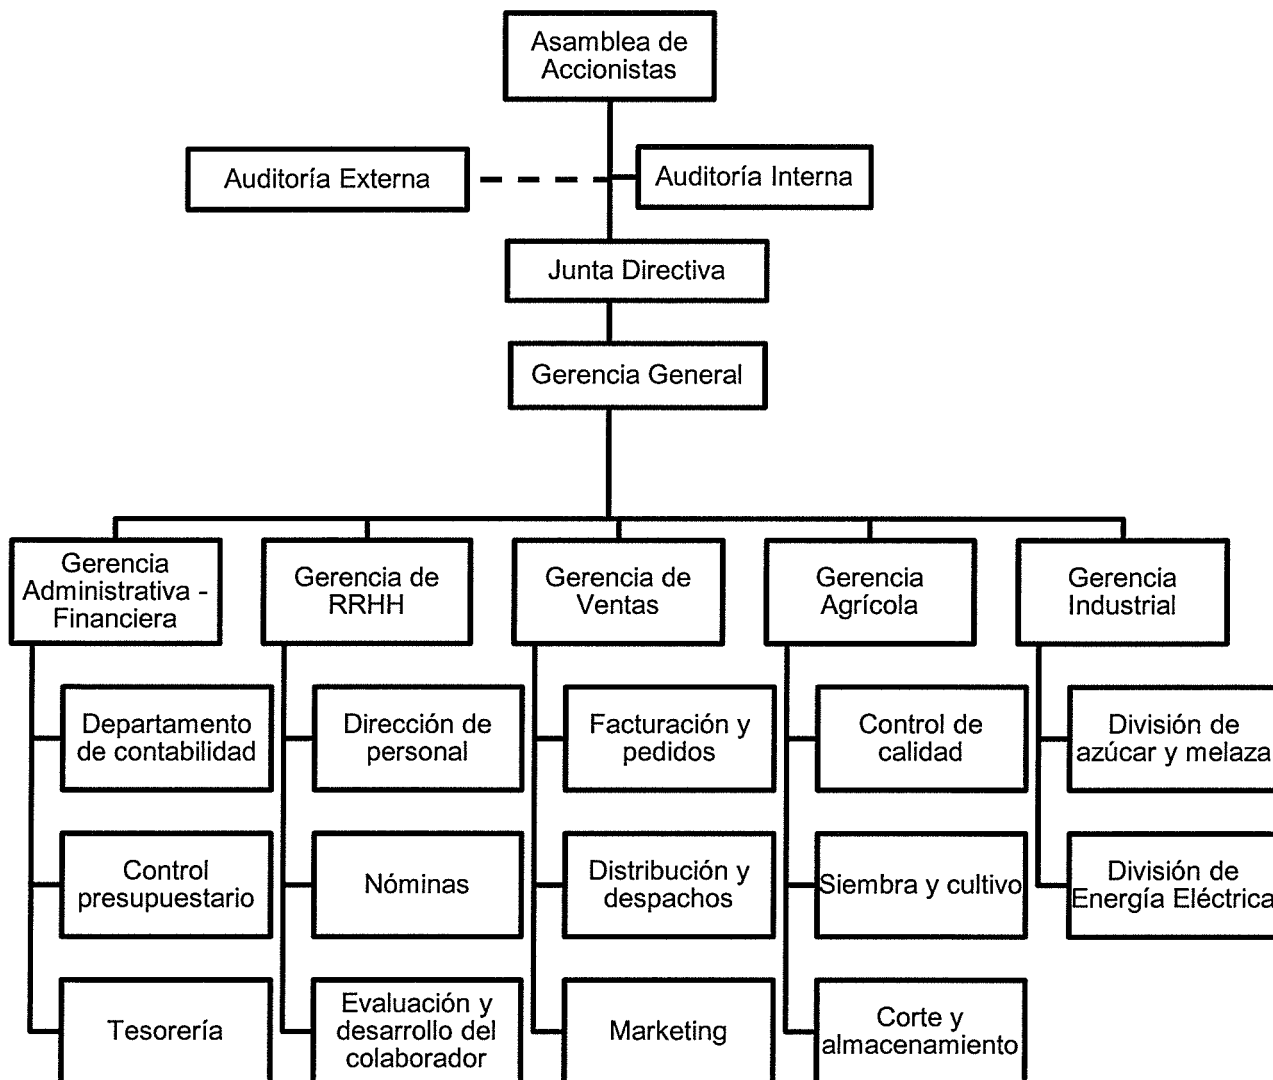 Asamblea de
Accionistas
Auditoría Externa
Auditoría Interna
Junta Directiva
Gerencia General
Gerencia
Administrativa -
Financiera
Gerencia de
RRHH
Gerencia de
Ventas
Gerencia
Agrícola
Gerencia
Industrial
Departamento
de contabilidad
Dirección de
personal
Facturación y
pedidos
Control de
calidad
División de
azúcar y melaza
Control
presupuestario
Nóminas
Distribución y
despachos
Siembra y cultivo
División de
Energía Eléctrica
Tesorería
Evaluación y
desarrollo del
colaborador
Marketing
Corte y
almacenamiento